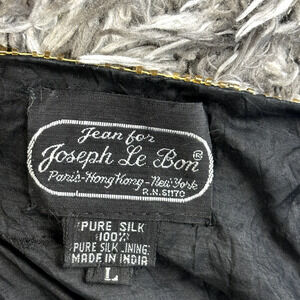 Jean for
Joseph Le Bon®
Paris-Hong Kong-New York
R.N.51170
PURE SILK
100%
PURE SILK LINING
MADE IN INDIA
L